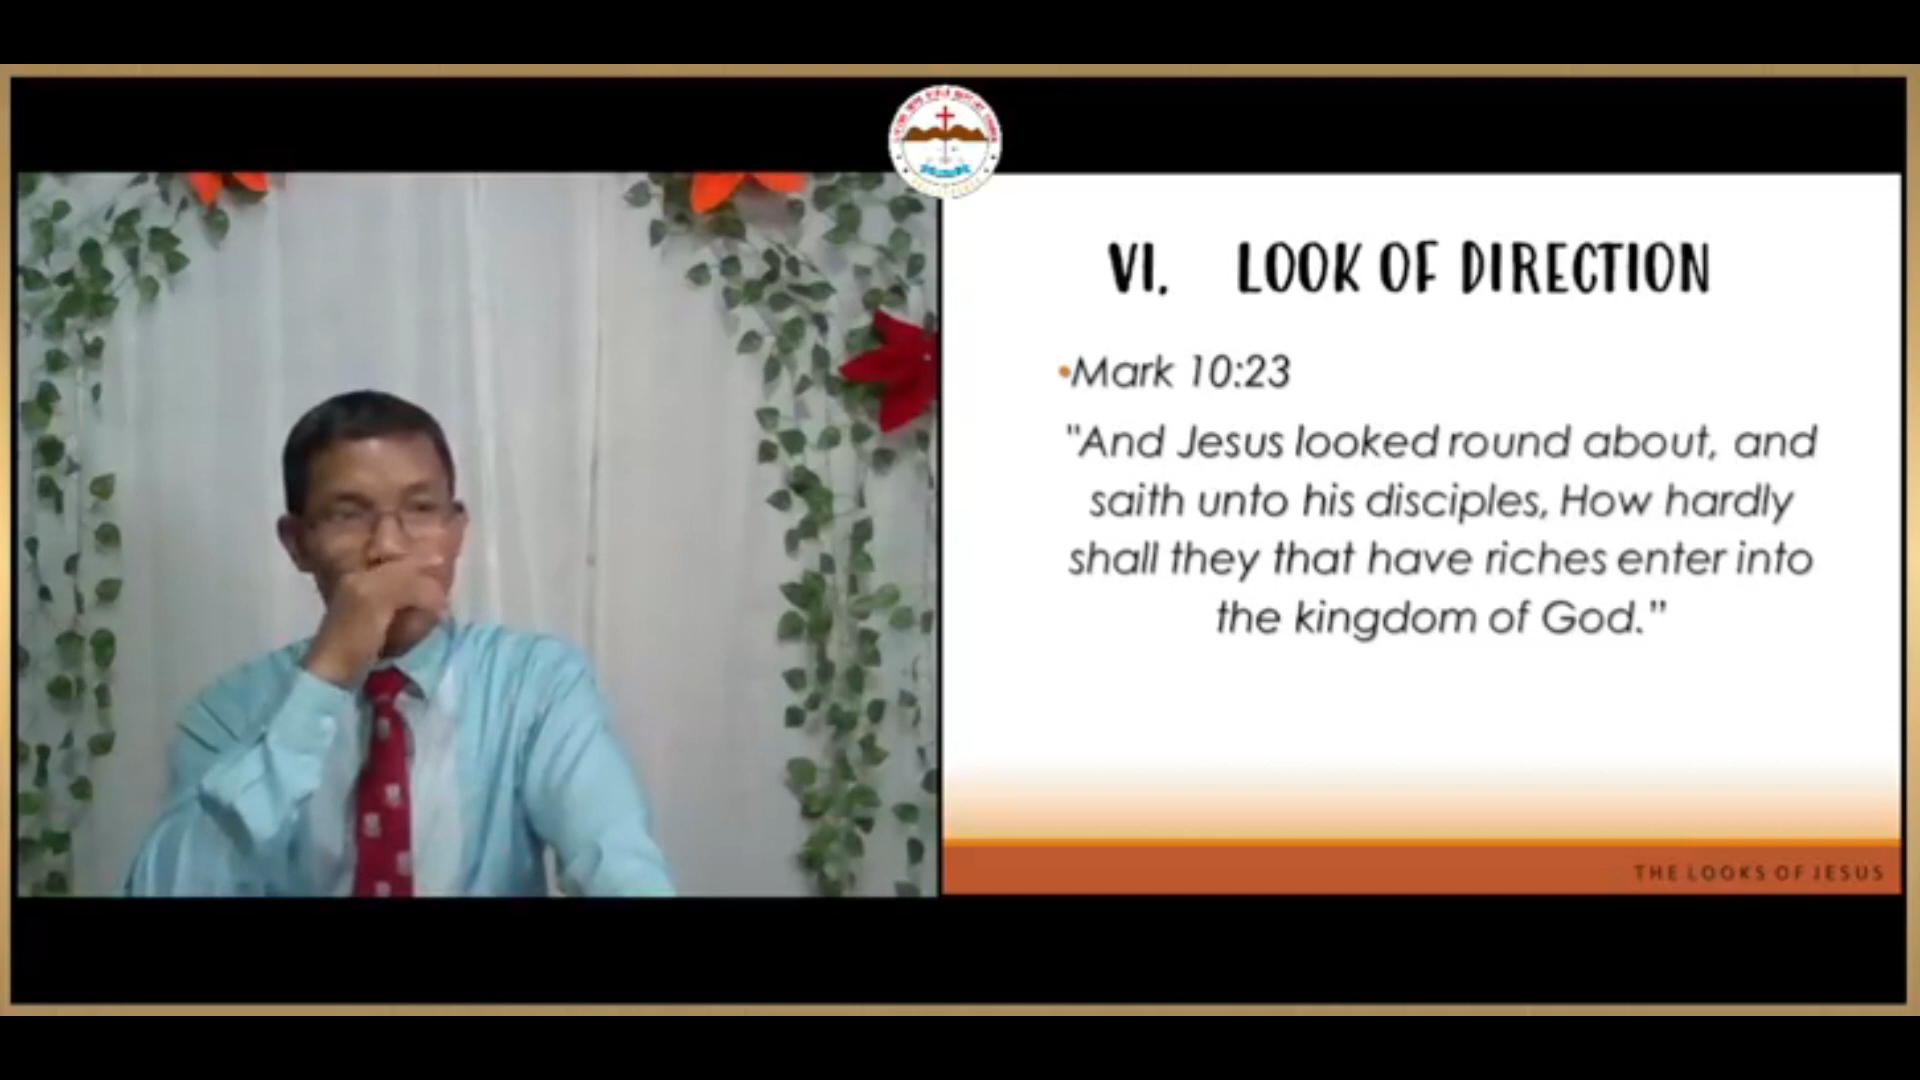 VI. LOOK OF DIRECTION
•Mark 10:23
"And Jesus looked round about, and
saith unto his disciples, How hardly
shall they that have riches enter into
the kingdom of God.”
THE LOOKS OF JESUS